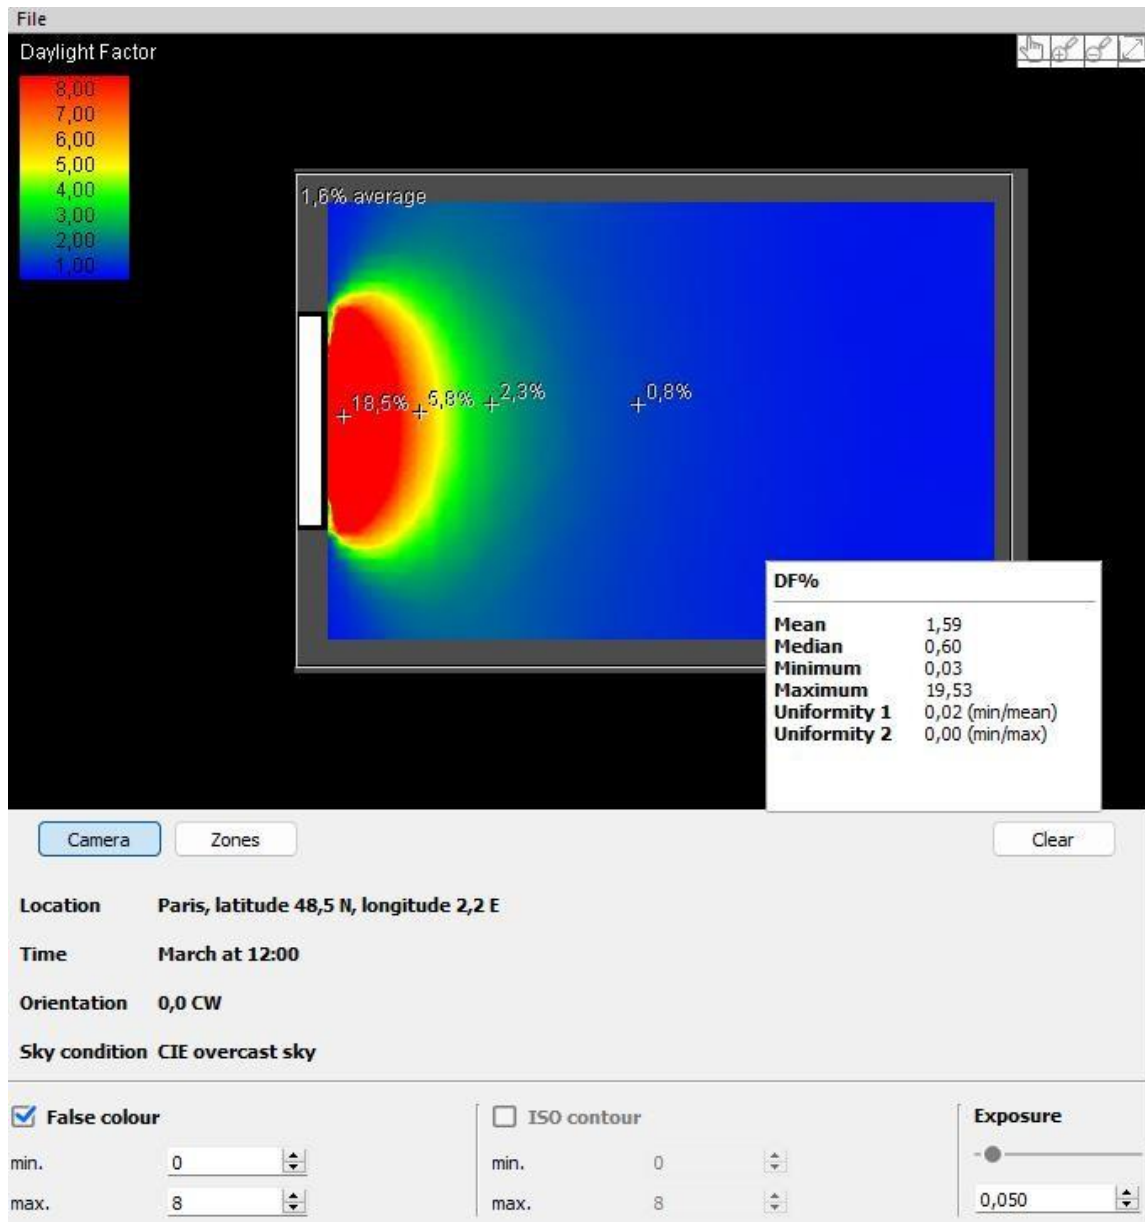 File
Daylight Factor
8,00
7,00
6,00
5,00
4,00
3,00
2,00
1,00
1,6% average
18,5% 5,8% 2,3% 0,8%
DF%
Mean 1,59
Median 0,60
Minimum 0,03
Maximum 19,53
Uniformity 1 0,02 (min/mean)
Uniformity 2 0,00 (min/max)
Camera Zones Clear
Location Paris, latitude 48,5 N, longitude 2,2 E
Time March at 12:00
Orientation 0,0 CW
Sky condition CIE overcast sky
False colour ISO contour Exposure
min. 0 min. 0
max. 8 max. 8 0,050